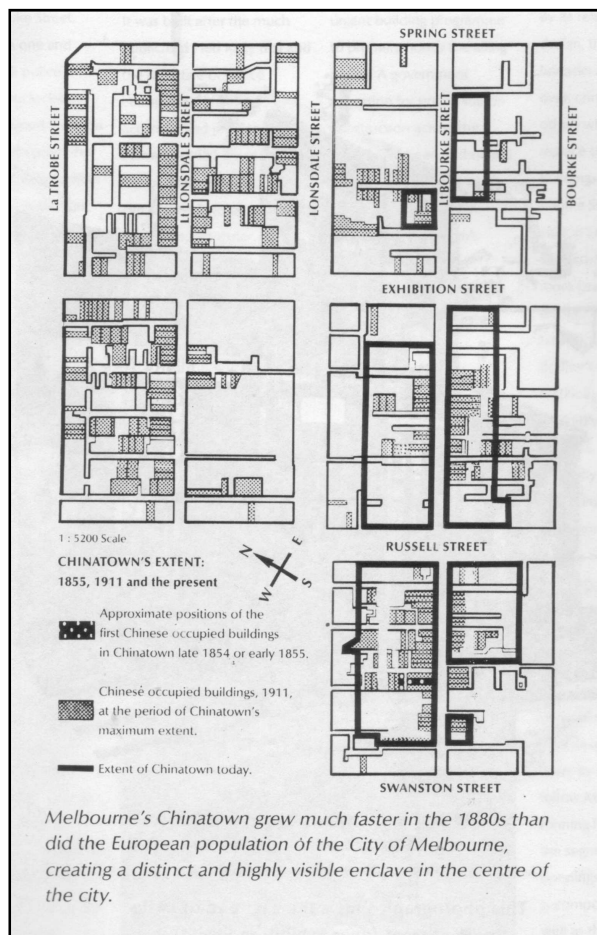 SPRING STREET
La TROBE STREET
Lt LONSDALE STREET
LONSDALE STREET
Lt BOURKE STREET
BOURKE STREET
EXHIBITION STREET
RUSSELL STREET
1 : 5200 Scale
CHINATOWN'S EXTENT:
1855, 1911 and the present
N
E
W
S
Approximate positions of the
first Chinese occupied buildings
in Chinatown late 1854 or early 1855.
Chinese occupied buildings, 1911,
at the period of Chinatown's
maximum extent.
Extent of Chinatown today.
SWANSTON STREET
Melbourne's Chinatown grew much faster in the 1880s than
did the European population of the City of Melbourne,
creating a distinct and highly visible enclave in the centre of
the city.